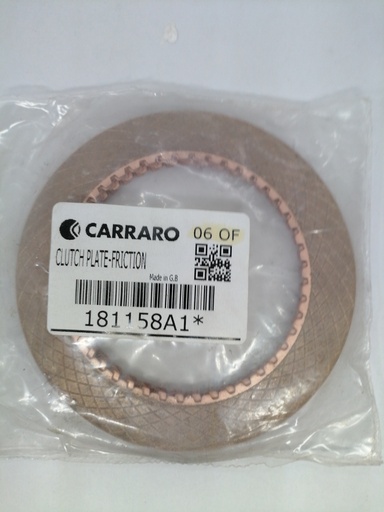 CARRARO
06 OF
CLUTCH PLATE-FRICTION
Made in G.B
181158A1*